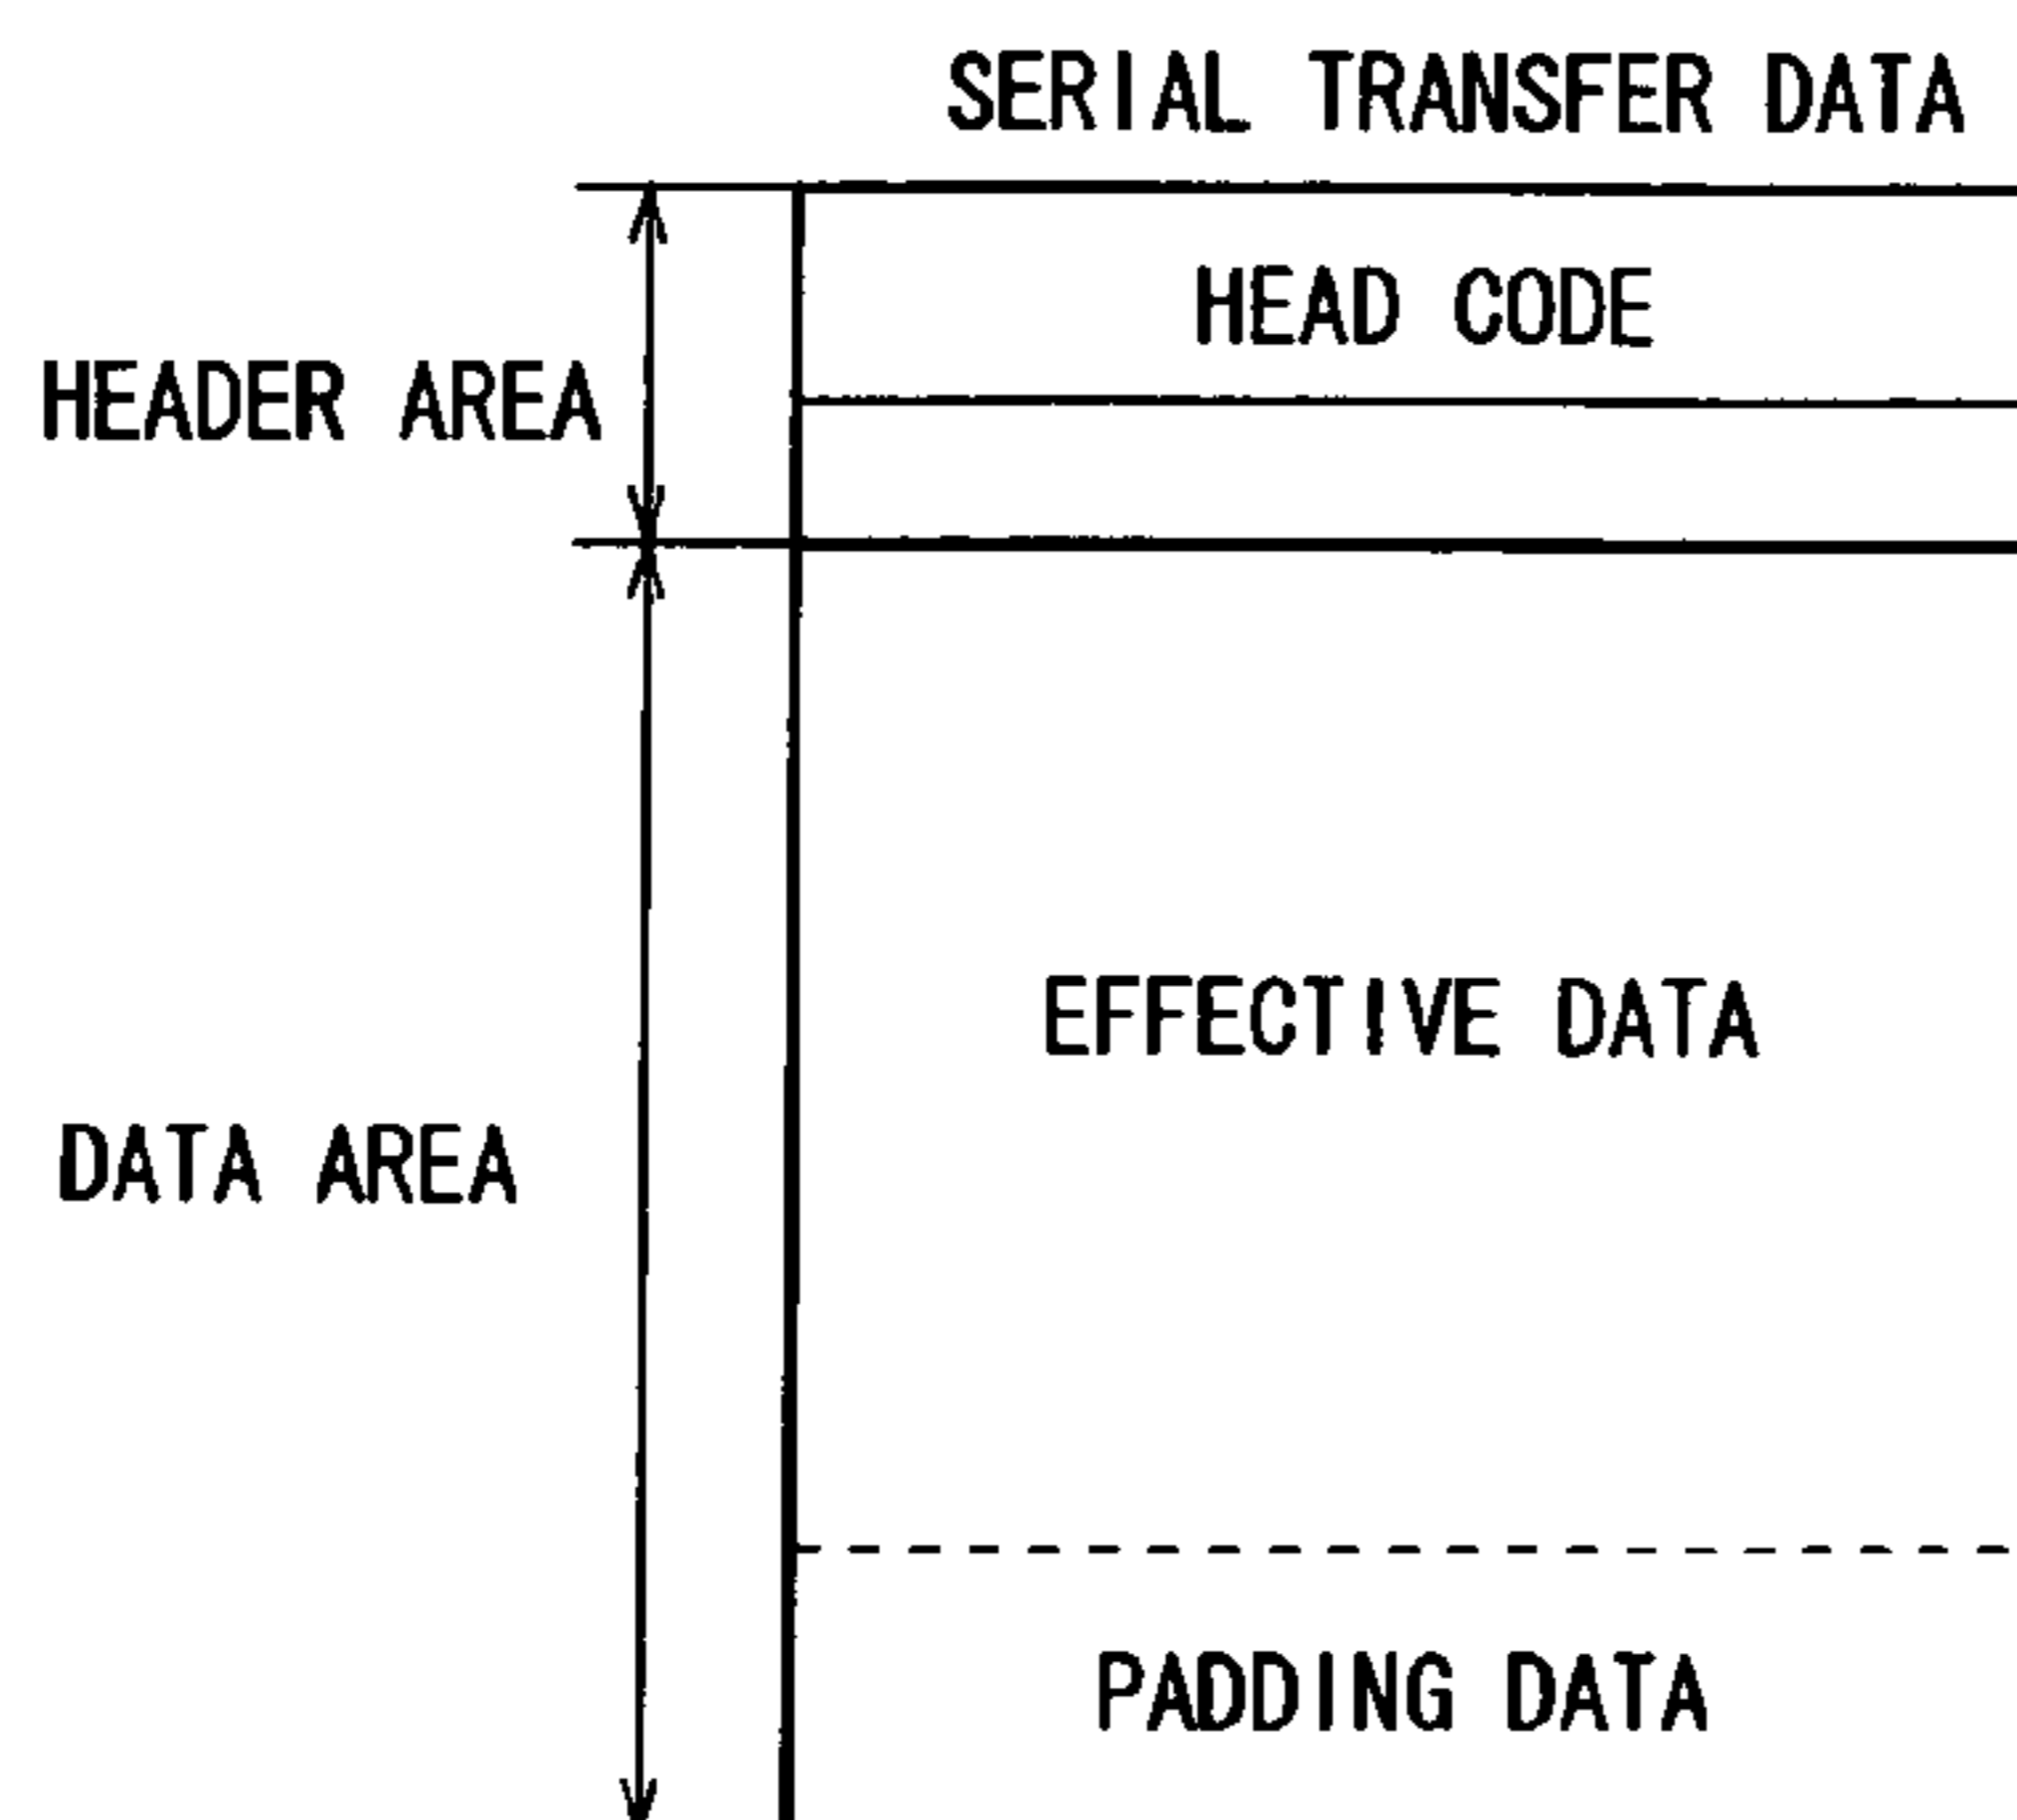 SERIAL TRANSFER DATA
HEAD CODE
HEADER AREA
EFFECTIVE DATA
DATA AREA
PADDING DATA